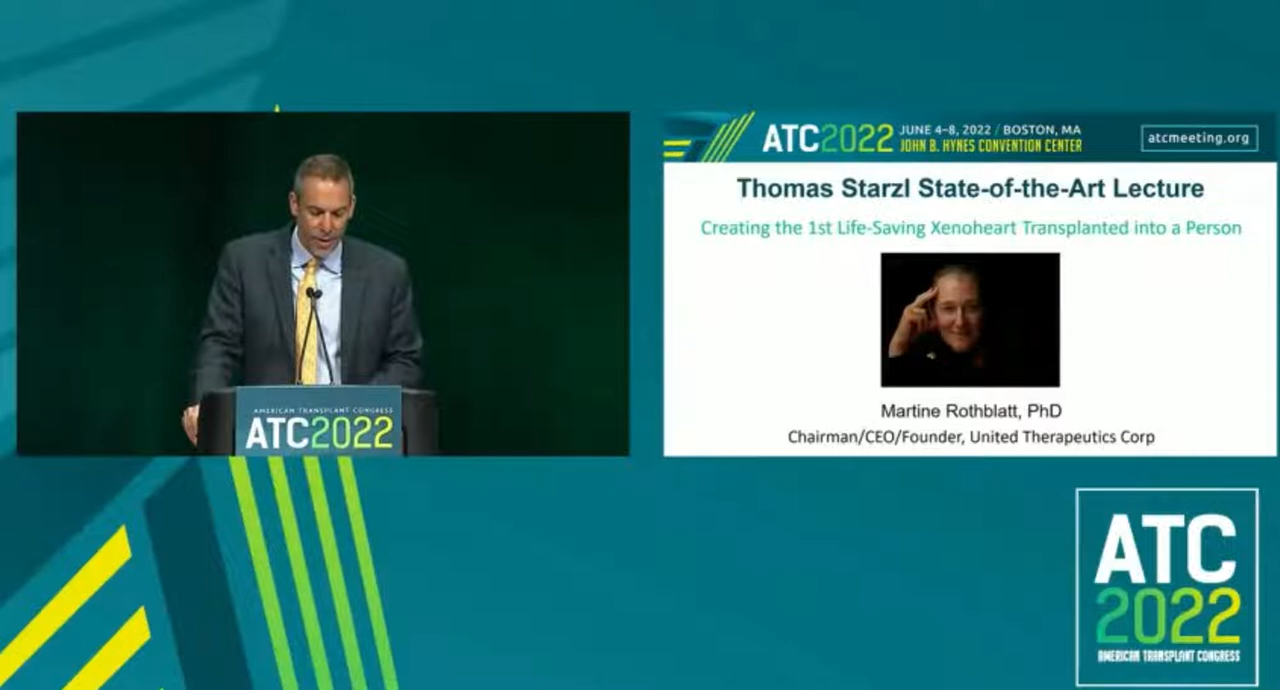 AMERICAN TRANSPLANT CONGRESS
ATC2022
ATC2022 JUNE 4–8, 2022 / BOSTON, MA
JOHN B. HYNES CONVENTION CENTER
atcmeeting.org
Thomas Starzl State-of-the-Art Lecture
Creating the 1st Life-Saving Xenoheart Transplanted into a Person
Martine Rothblatt, PhD
Chairman/CEO/Founder, United Therapeutics Corp
ATC
2022
AMERICAN TRANSPLANT CONGRESS